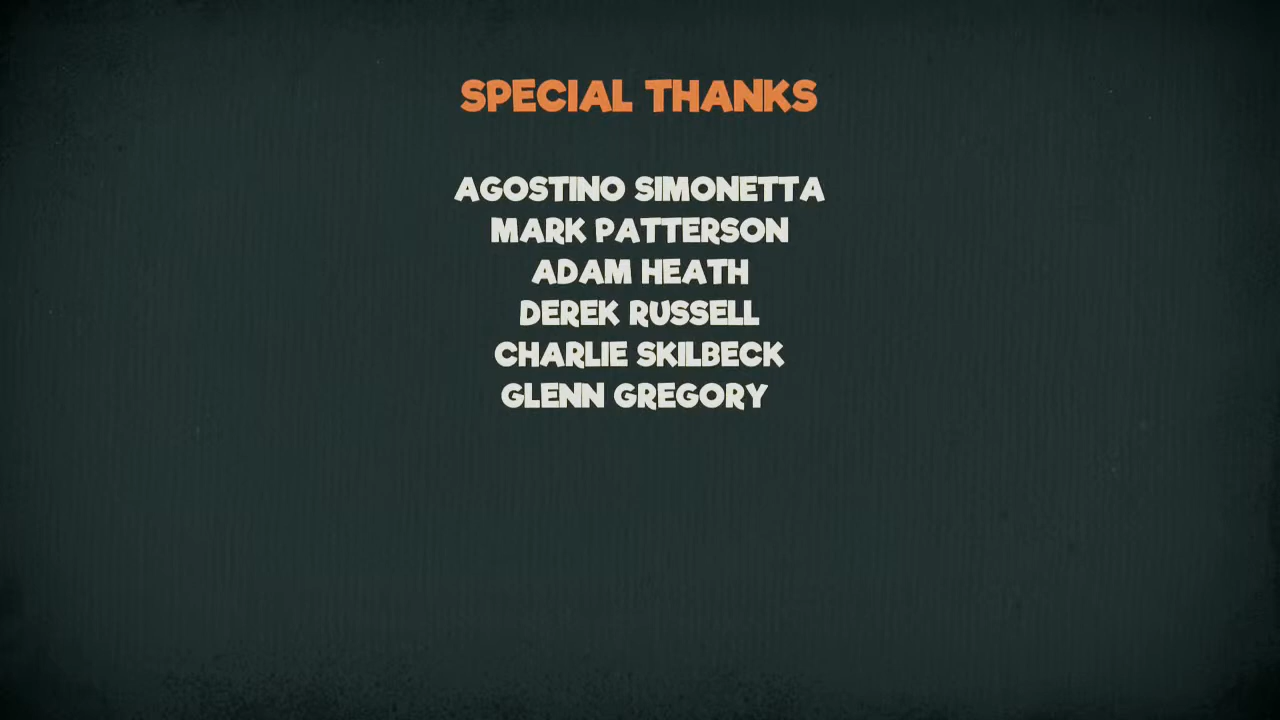 SPECIAL THANKS
AGOSTINO SIMONETTA
MARK PATTERSON
ADAM HEATH
DEREK RUSSELL
CHARLIE SKILBECK
GLENN GREGORY